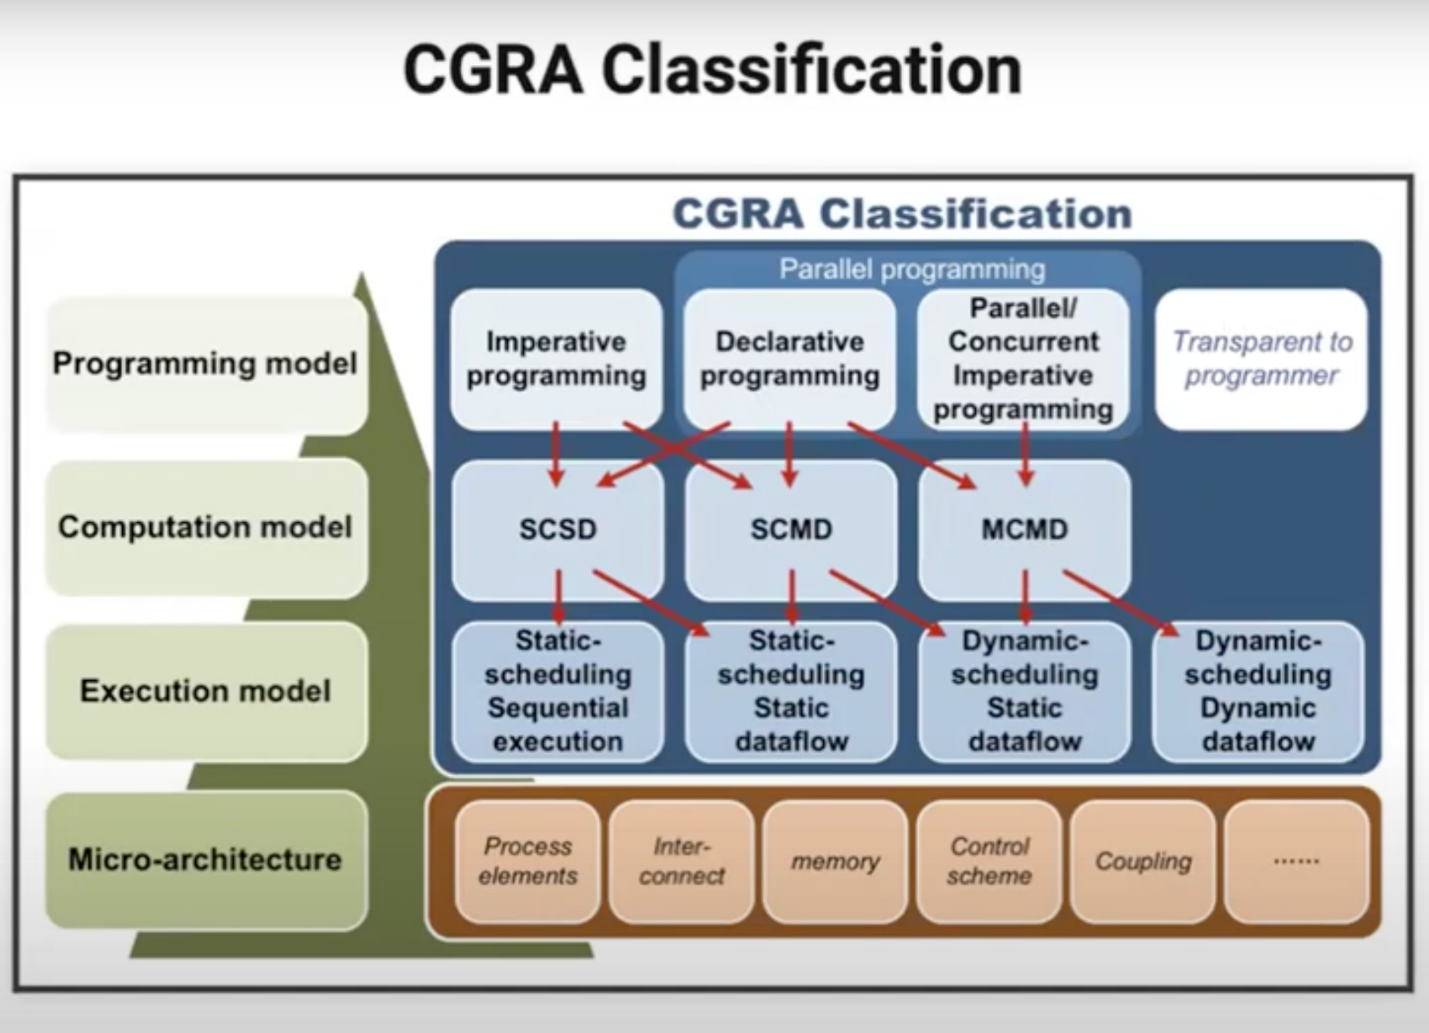 CGRA Classification
CGRA Classification
Parallel programming
Programming model
Imperative
programming
Declarative
programming
Parallel/
Concurrent
Imperative
programming
Transparent to
programmer
Computation model
SCSD
SCMD
MCMD
Execution model
Static-
scheduling
Sequential
execution
Static-
scheduling
Static
dataflow
Dynamic-
scheduling
Static
dataflow
Dynamic-
scheduling
Dynamic
dataflow
Micro-architecture
Process
elements
Inter-
connect
memory
Control
scheme
Coupling
......